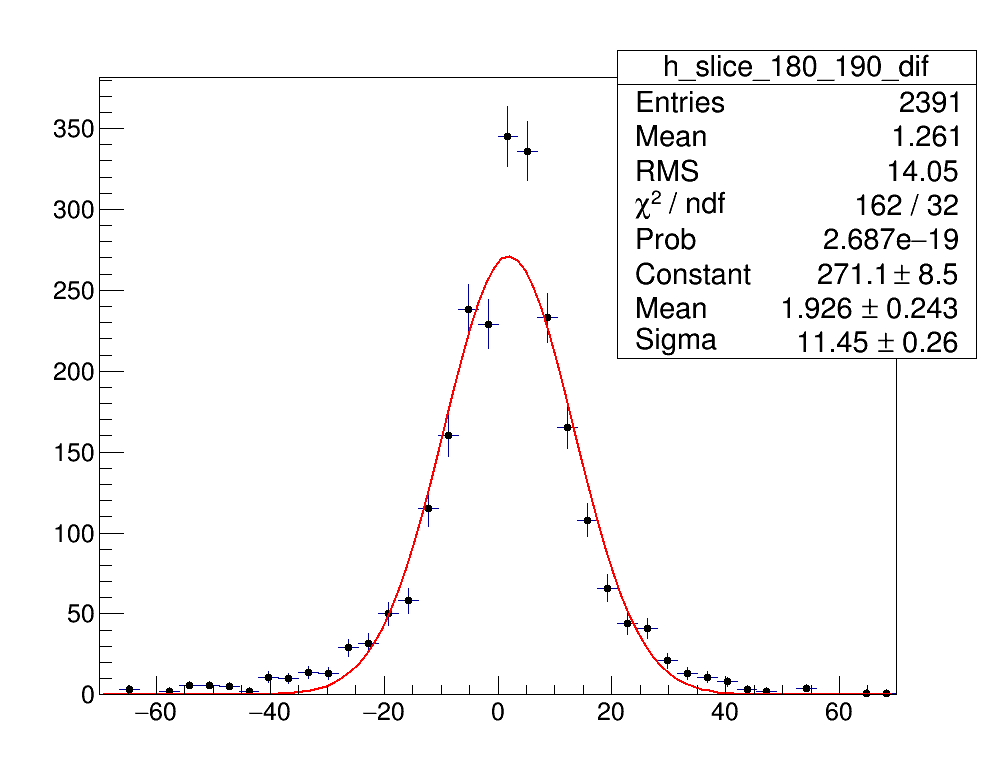 h_slice_180_190_dif
Entries 2391
Mean 1.261
RMS 14.05
χ² / ndf 162 / 32
Prob 2.687e−19
Constant 271.1 ± 8.5
Mean 1.926 ± 0.243
Sigma 11.45 ± 0.26
350
300
250
200
150
100
50
0
−60 −40 −20 0 20 40 60